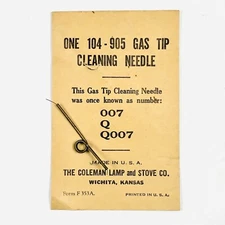 ONE 104-905 GAS TIP
CLEANING NEEDLE
This Gas Tip Cleaning Needle
was once known as number:
007
Q
Q007
MADE IN U. S. A.
THE COLEMAN LAMP and STOVE CO.
WICHITA, KANSAS
Form F 353A.
PRINTED IN U. S. A.